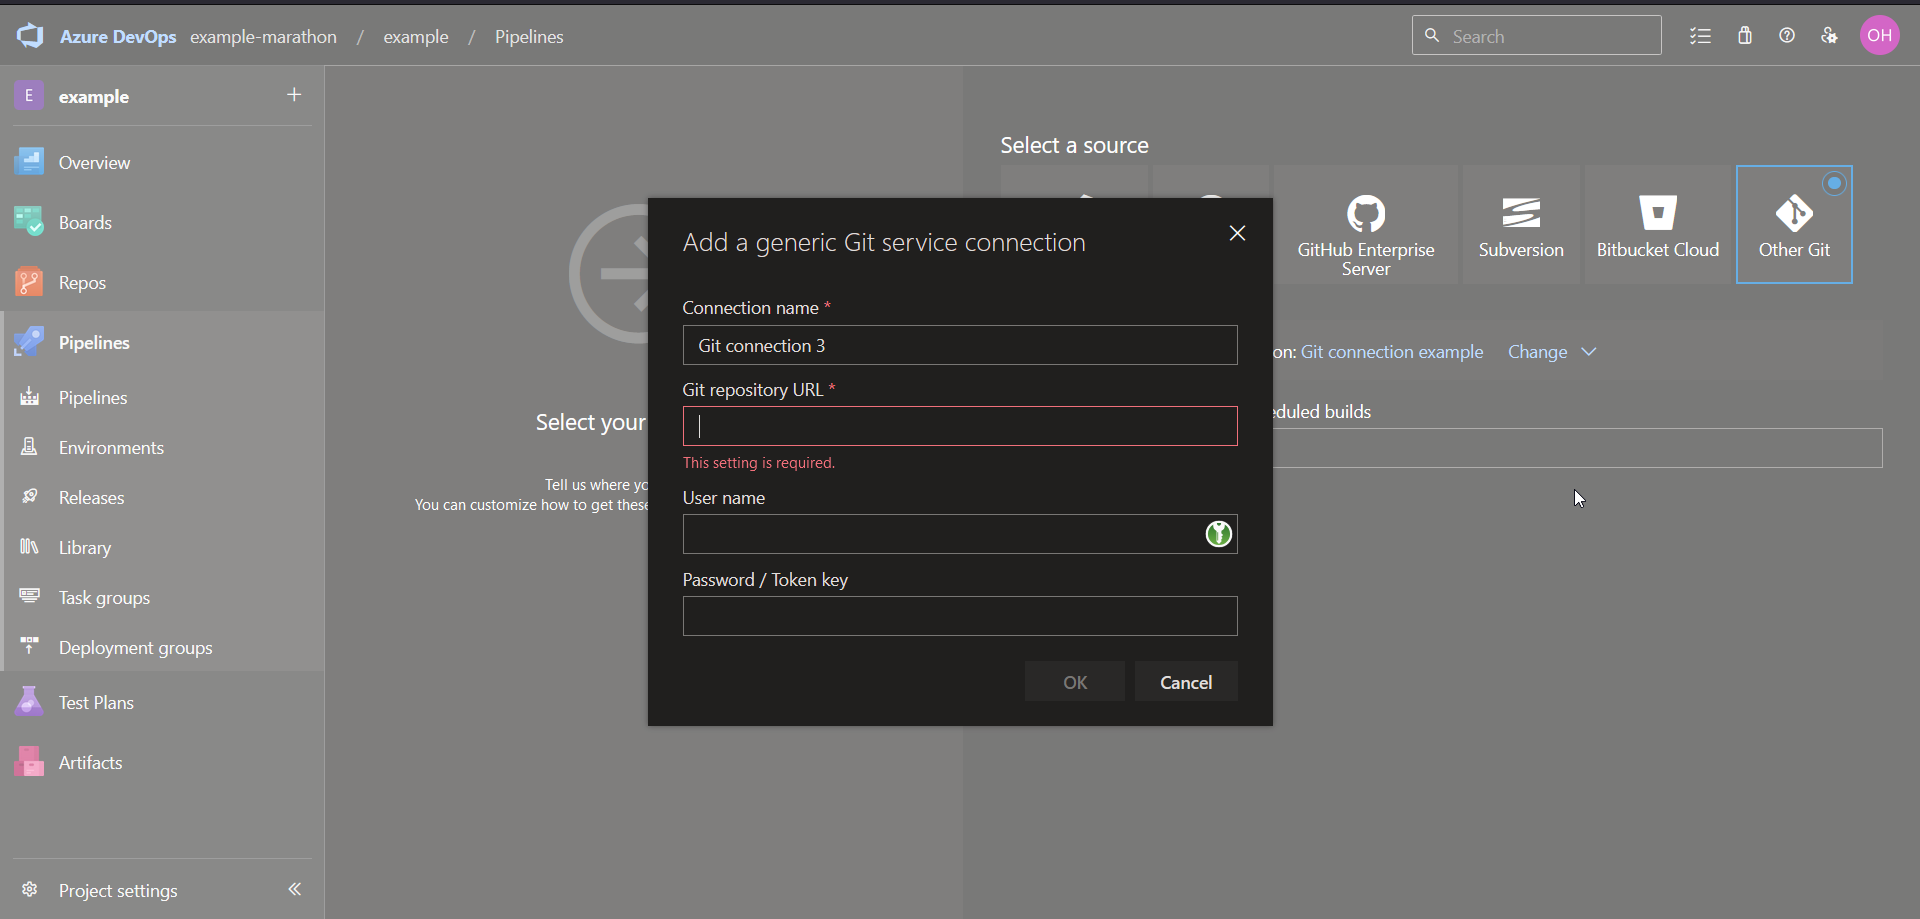 Azure DevOps example-marathon / example / Pipelines
Search
OH
E example +
Overview
Boards
Repos
Pipelines
Pipelines
Environments
Releases
Library
Task groups
Deployment groups
Test Plans
Artifacts
Project settings
Select your
Tell us where yo
You can customize how to get these
Select a source
GitHub Enterprise
Server
Subversion
Bitbucket Cloud
Other Git
on: Git connection example Change
eduled builds
Add a generic Git service connection
Connection name *
Git connection 3
Git repository URL *
This setting is required.
User name
Password / Token key
OK
Cancel